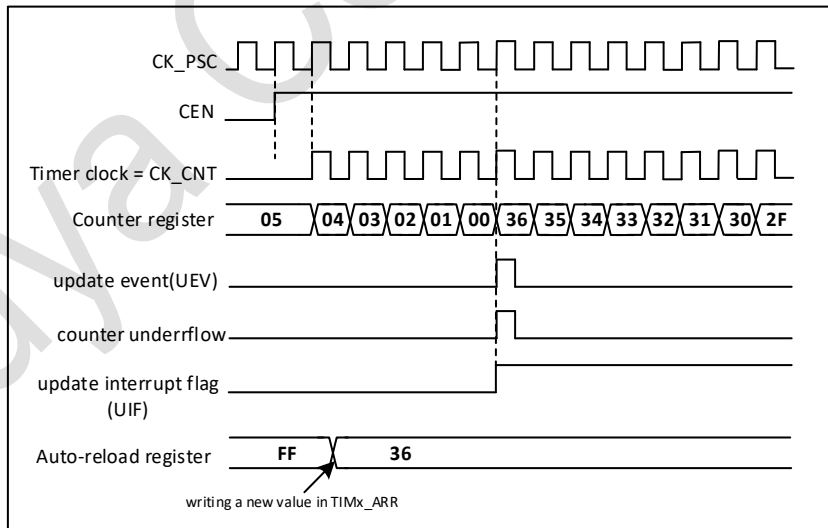 CK_PSC
CEN
Timer clock = CK_CNT
Counter register 05 04 03 02 01 00 36 35 34 33 32 31 30 2F
update event(UEV)
counter underrflow
update interrupt flag
(UIF)
Auto-reload register FF 36
writing a new value in TIMx_ARR